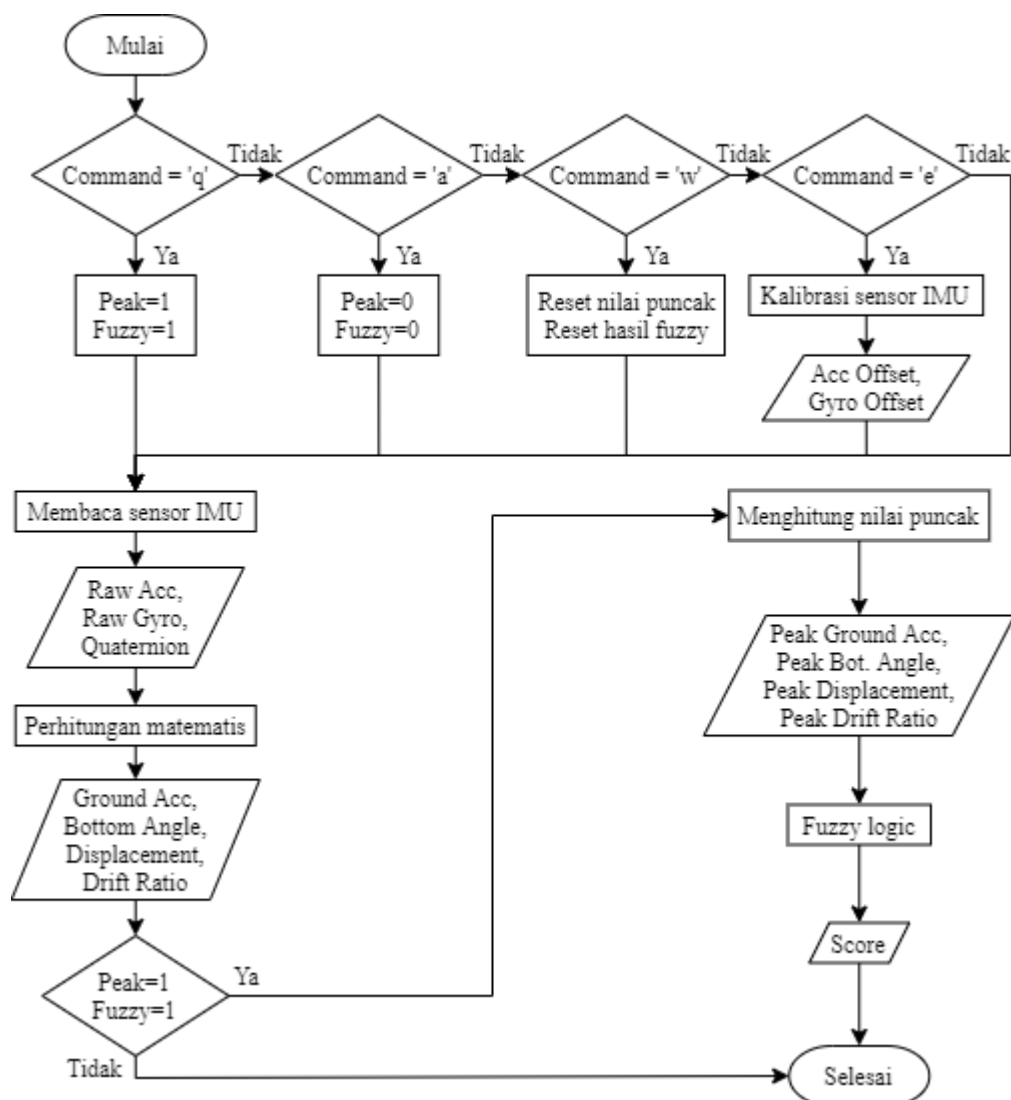 Mulai
Command = 'q'
Tidak
Command = 'a'
Tidak
Command = 'w'
Tidak
Command = 'e'
Tidak
Ya
Ya
Ya
Ya
Peak=1
Fuzzy=1
Peak=0
Fuzzy=0
Reset nilai puncak
Reset hasil fuzzy
Kalibrasi sensor IMU
Acc Offset,
Gyro Offset
Membaca sensor IMU
Raw Acc,
Raw Gyro,
Quaternion
Perhitungan matematis
Ground Acc,
Bottom Angle,
Displacement,
Drift Ratio
Peak=1
Fuzzy=1
Ya
Tidak
Menghitung nilai puncak
Peak Ground Acc,
Peak Bot. Angle,
Peak Displacement,
Peak Drift Ratio
Fuzzy logic
Score
Selesai